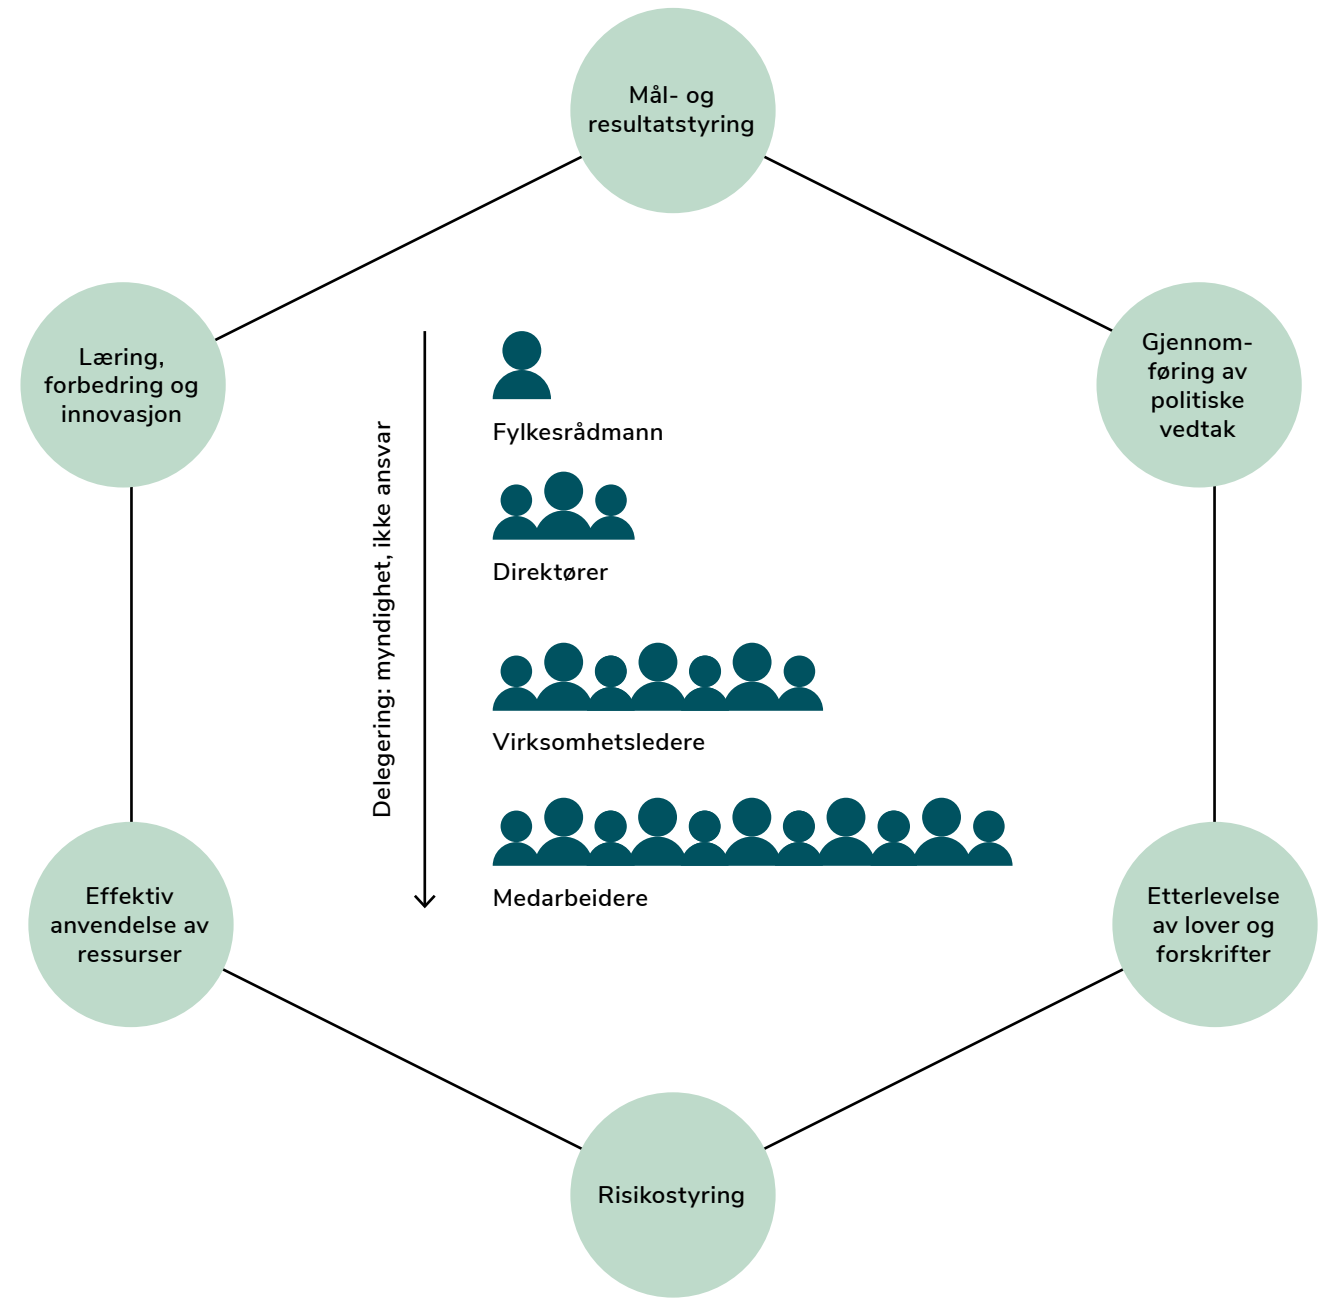 Mål- og
resultatstyring
Læring,
forbedring og
innovasjon
Gjennom-
føring av
politiske
vedtak
Delegering: myndighet, ikke ansvar
Fylkesrådmann
Direktører
Virksomhetsledere
Medarbeidere
Effektiv
anvendelse av
ressurser
Etterlevelse
av lover og
forskrifter
Risikostyring